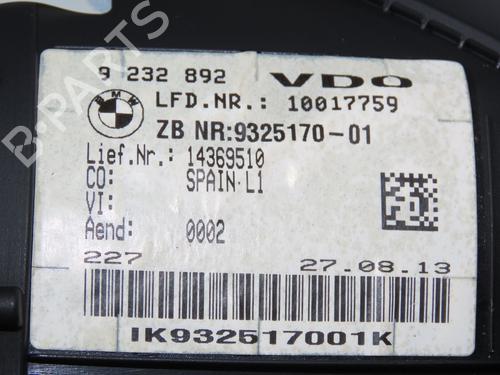 9 232 892 VDO
BMW
LFD.NR.: 10017759
ZB NR:9325170-01
Lief.Nr.: 14369510
CO: SPAIN-L1
VI:
Aend: 0002
227 27.08.13
IK932517001K
B-PARTS